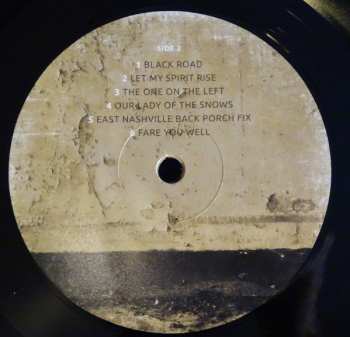 SIDE 2
1 BLACK ROAD
2 LET MY SPIRIT RISE
3 THE ONE ON THE LEFT
4 OUR LADY OF THE SNOWS
5 EAST NASHVILLE BACK PORCH FIX
6 FARE YOU WELL